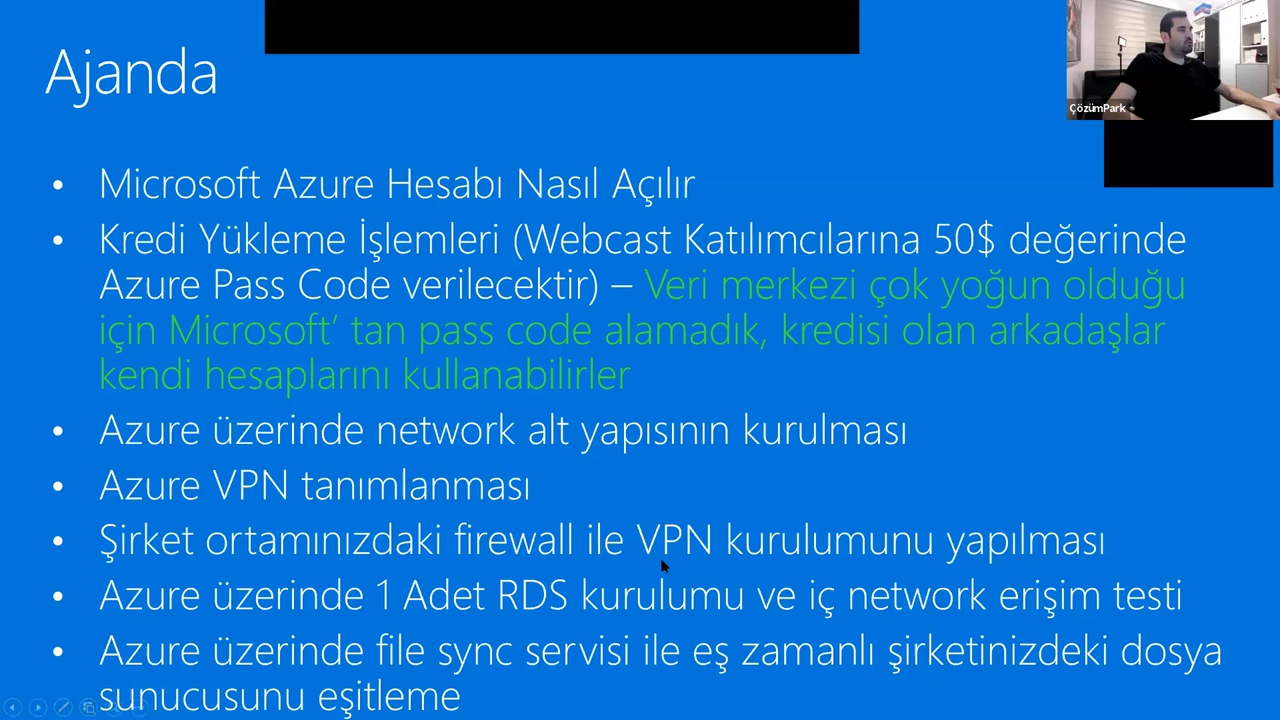 Ajanda
ÇözümPark
• Microsoft Azure Hesabı Nasıl Açılır
• Kredi Yükleme İşlemleri (Webcast Katılımcılarına 50$ değerinde
Azure Pass Code verilecektir) – Veri merkezi çok yoğun olduğu
için Microsoft’ tan pass code alamadık, kredisi olan arkadaşlar
kendi hesaplarını kullanabilirler
• Azure üzerinde network alt yapısının kurulması
• Azure VPN tanımlanması
• Şirket ortamınızdaki firewall ile VPN kurulumunu yapılması
• Azure üzerinde 1 Adet RDS kurulumu ve iç network erişim testi
• Azure üzerinde file sync servisi ile eş zamanlı şirketinizdeki dosya
sunucusunu eşitleme